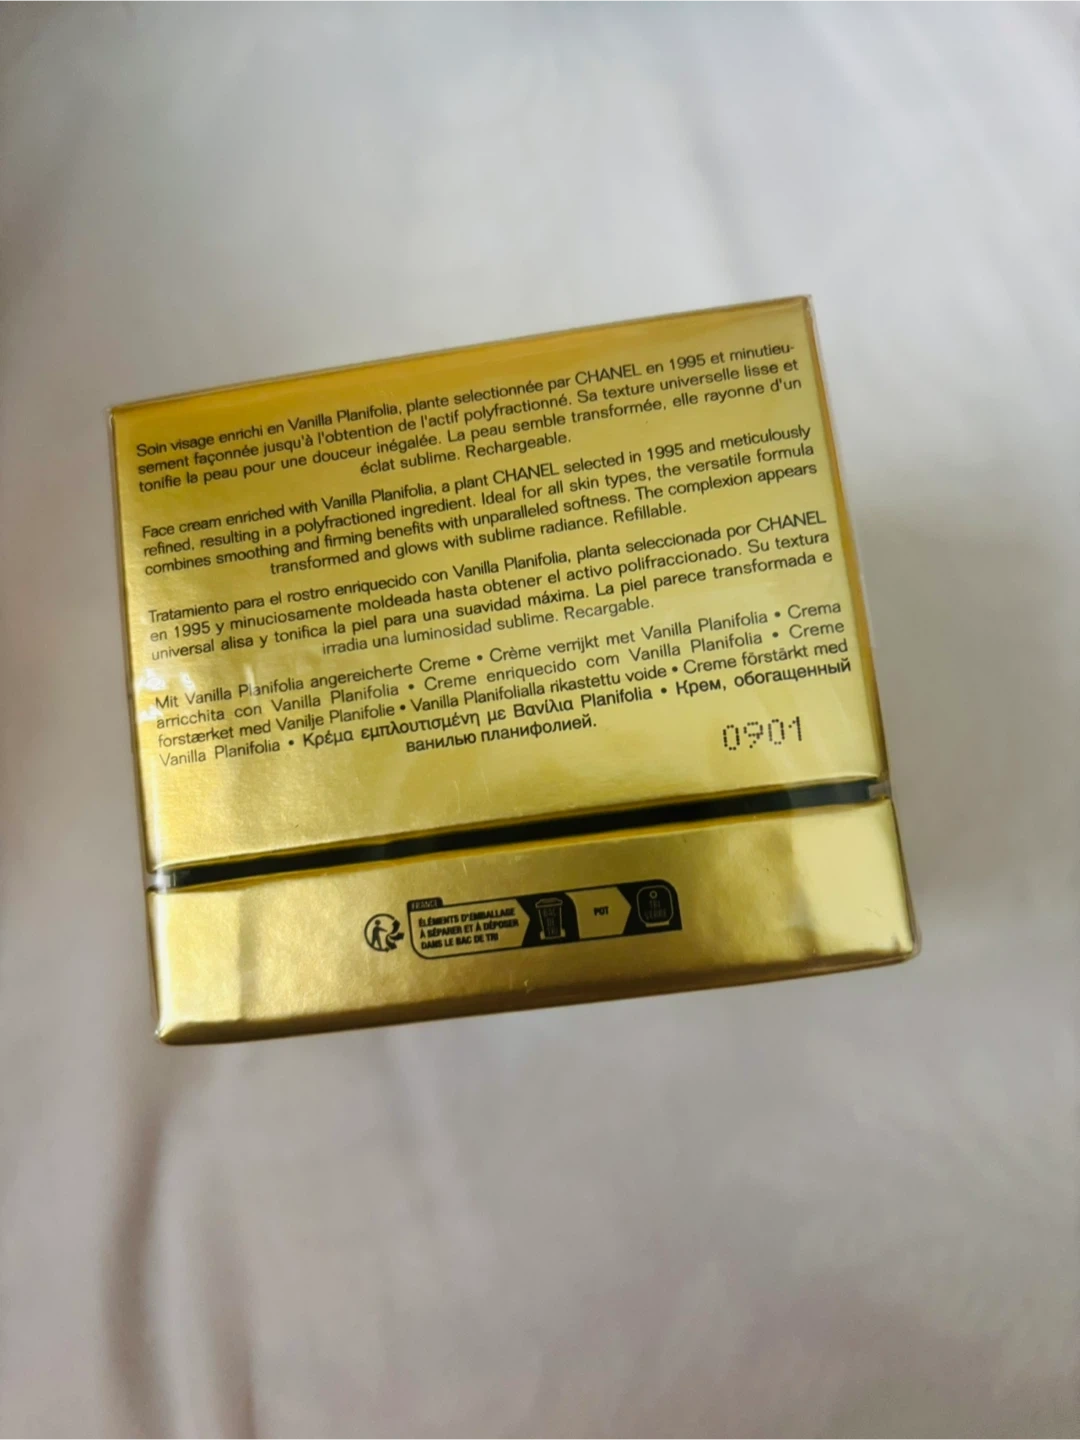 Soin visage enrichi en Vanilla Planifolia, plante selectionnée par CHANEL en 1995 et minutieu-
sement façonnée jusqu'à l'obtention de l'actif polyfractionné. Sa texture universelle lisse et
tonifie la peau pour une douceur inégalée. La peau semble transformée, elle rayonne d'un
éclat sublime. Rechargeable.
Face cream enriched with Vanilla Planifolia, a plant CHANEL selected in 1995 and meticulously
refined, resulting in a polyfractioned ingredient. Ideal for all skin types, the versatile formula
combines smoothing and firming benefits with unparalleled softness. The complexion appears
transformed and glows with sublime radiance. Refillable.
Tratamiento para el rostro enriquecido con Vanilla Planifolia, planta seleccionada por CHANEL
en 1995 y minuciosamente moldeada hasta obtener el activo polifraccionado. Su textura
universal alisa y tonifica la piel para una suavidad máxima. La piel parece transformada e
irradia una luminosidad sublime. Recargable.
Mit Vanilla Planifolia angereicherte Creme • Crème verrijkt met Vanilla Planifolia • Crema
arricchita con Vanilla Planifolia • Creme enriquecido com Vanilla Planifolia • Creme
forstærket med Vanilje Planifolie • Vanilla Planifolialla rikastettu voide • Creme förstärkt med
Vanilla Planifolia • Κρέμα εμπλουτισμένη με Βανίλια Planifolia • Крем, обогащенный
ванилью планифолией.
0901
FRANCE
ÉLÉMENTS D'EMBALLAGE
À SÉPARER ET À DÉPOSER
DANS LE BAC DE TRI
BAC
DE
TRI
POT
TRI
VERRE